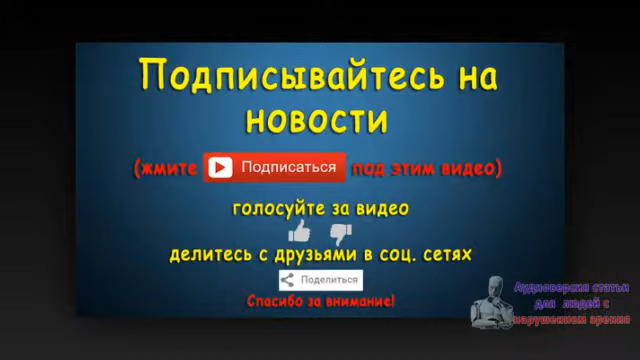 Подписывайтесь на
новости
(жмите Подписаться под этим видео)
голосуйте за видео
делитесь с друзьями в соц. сетях
Поделиться
Спасибо за внимание!
Аудиоверсия статьи
для людей с
нарушением зрения